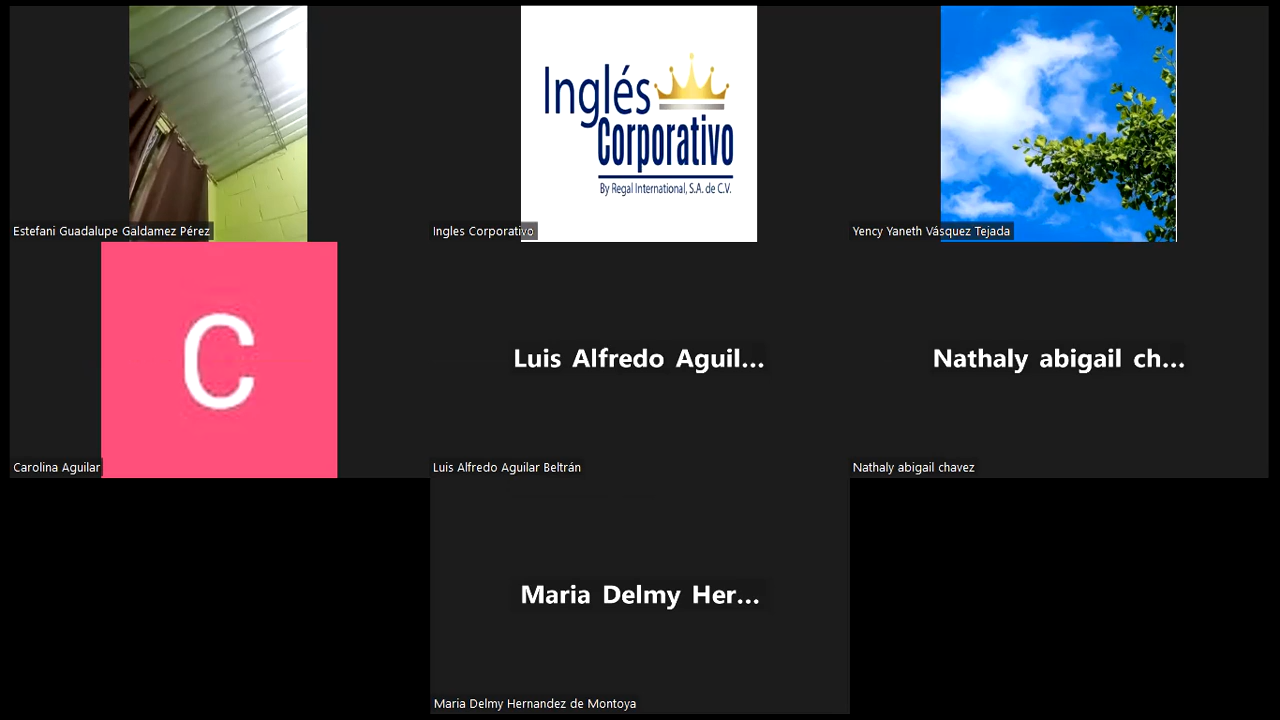 Inglés
Corporativo
By Regal International, S.A. de C.V.
Estefani Guadalupe Galdamez Pérez
Ingles Corporativo
Yency Yaneth Vásquez Tejada
C
Luis Alfredo Aguil...
Nathaly abigail ch...
Carolina Aguilar
Luis Alfredo Aguilar Beltrán
Nathaly abigail chavez
Maria Delmy Her...
Maria Delmy Hernandez de Montoya